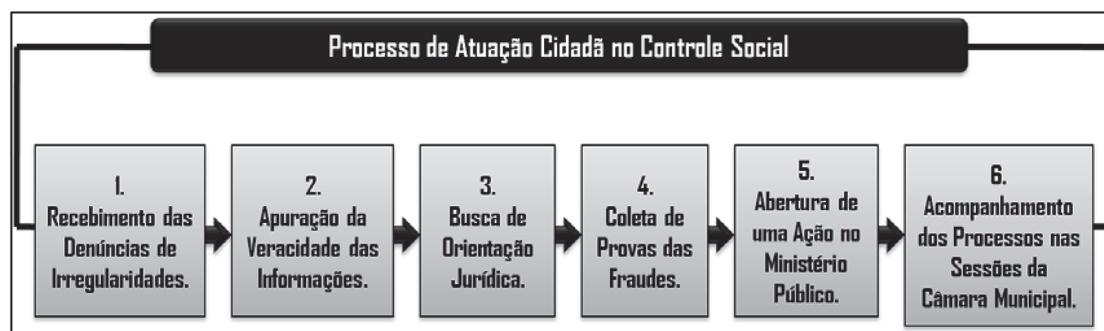 Processo de Atuação Cidadã no Controle Social
1.
Recebimento das
Denúncias de
Irregularidades.
2.
Apuração da
Veracidade das
Informações.
3.
Busca de
Orientação
Jurídica.
4.
Coleta de
Provas das
Fraudes.
5.
Abertura de
uma Ação no
Ministério
Público.
6.
Acompanhamento
dos Processos nas
Sessões da
Câmara Municipal.